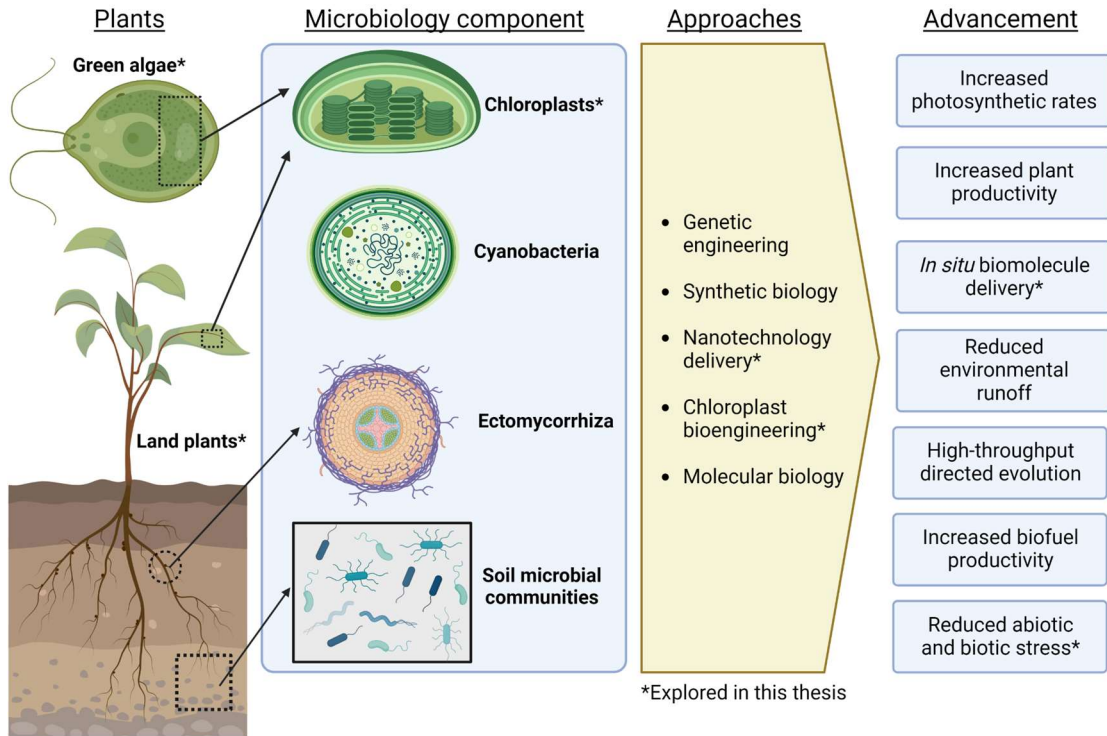 Plants
Microbiology component
Approaches
Advancement
Green algae*
Land plants*
Chloroplasts*
Cyanobacteria
Ectomycorrhiza
Soil microbial
communities
• Genetic
engineering
• Synthetic biology
• Nanotechnology
delivery*
• Chloroplast
bioengineering*
• Molecular biology
*Explored in this thesis
Increased
photosynthetic rates
Increased plant
productivity
In situ biomolecule
delivery*
Reduced
environmental
runoff
High-throughput
directed evolution
Increased biofuel
productivity
Reduced abiotic
and biotic stress*